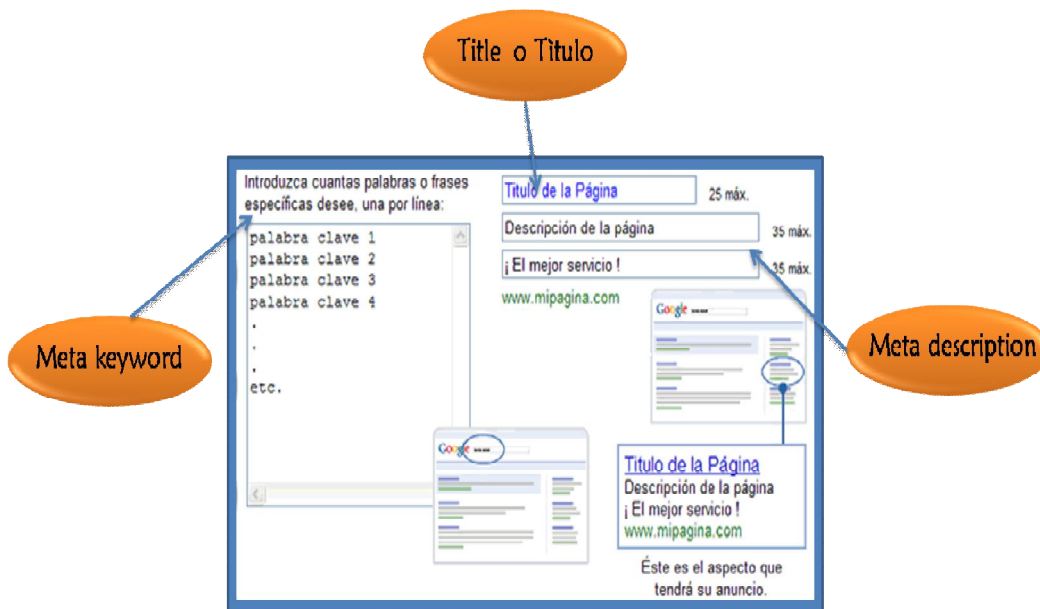 Title o Titulo
Introduzca cuantas palabras o frases
específicas desee, una por línea:
palabra clave 1
palabra clave 2
palabra clave 3
palabra clave 4
.
.
.
etc.
Titulo de la Página
25 máx.
Descripción de la página
35 máx.
¡ El mejor servicio !
35 máx.
www.mipagina.com
Meta keyword
Meta description
Google
Google
Titulo de la Página
Descripción de la página
¡ El mejor servicio !
www.mipagina.com
Éste es el aspecto que
tendrá su anuncio.